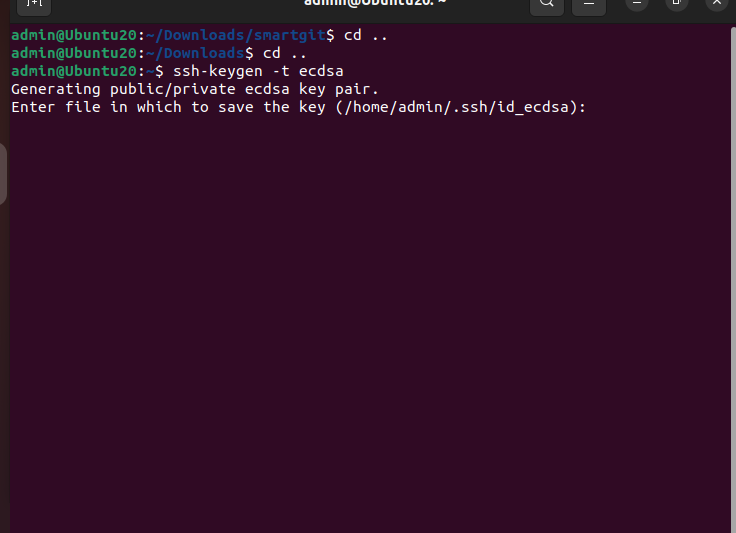 admin@Ubuntu20: ~
admin@Ubuntu20:~/Downloads/smartgit$ cd ..
admin@Ubuntu20:~/Downloads$ cd ..
admin@Ubuntu20:~$ ssh-keygen -t ecdsa
Generating public/private ecdsa key pair.
Enter file in which to save the key (/home/admin/.ssh/id_ecdsa):